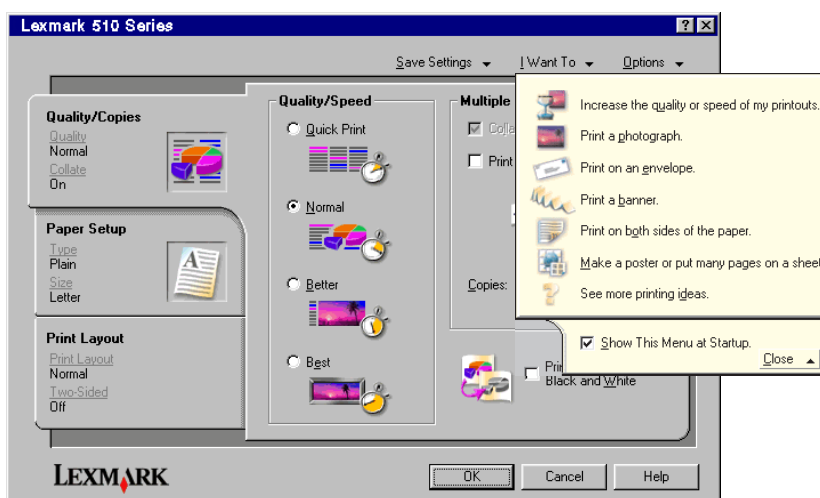 Lexmark 510 Series
Save Settings
I Want To
Options
Quality/Copies
Quality
Normal
Collate
On
Paper Setup
Type
Plain
Size
Letter
Print Layout
Print Layout
Normal
Two-Sided
Off
Quality/Speed
Quick Print
Normal
Better
Best
Multiple
Print
Copies:
Black and White
Increase the quality or speed of my printouts.
Print a photograph.
Print on an envelope.
Print a banner.
Print on both sides of the paper.
Make a poster or put many pages on a sheet
See more printing ideas.
Show This Menu at Startup.
Close
LEXMARK
OK
Cancel
Help